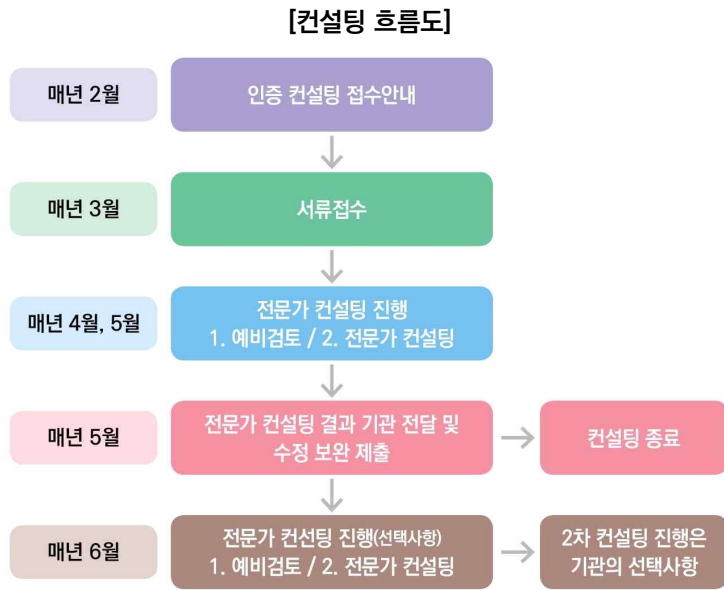 [컨설팅 흐름도]
매년 2월
인증 컨설팅 접수안내
매년 3월
서류접수
매년 4월, 5월
전문가 컨설팅 진행
1. 예비검토 / 2. 전문가 컨설팅
매년 5월
전문가 컨설팅 결과 기관 전달 및
수정 보완 제출
컨설팅 종료
매년 6월
전문가 컨선팅 진행(선택사항)
1. 예비검토 / 2. 전문가 컨설팅
2차 컨설팅 진행은
기관의 선택사항